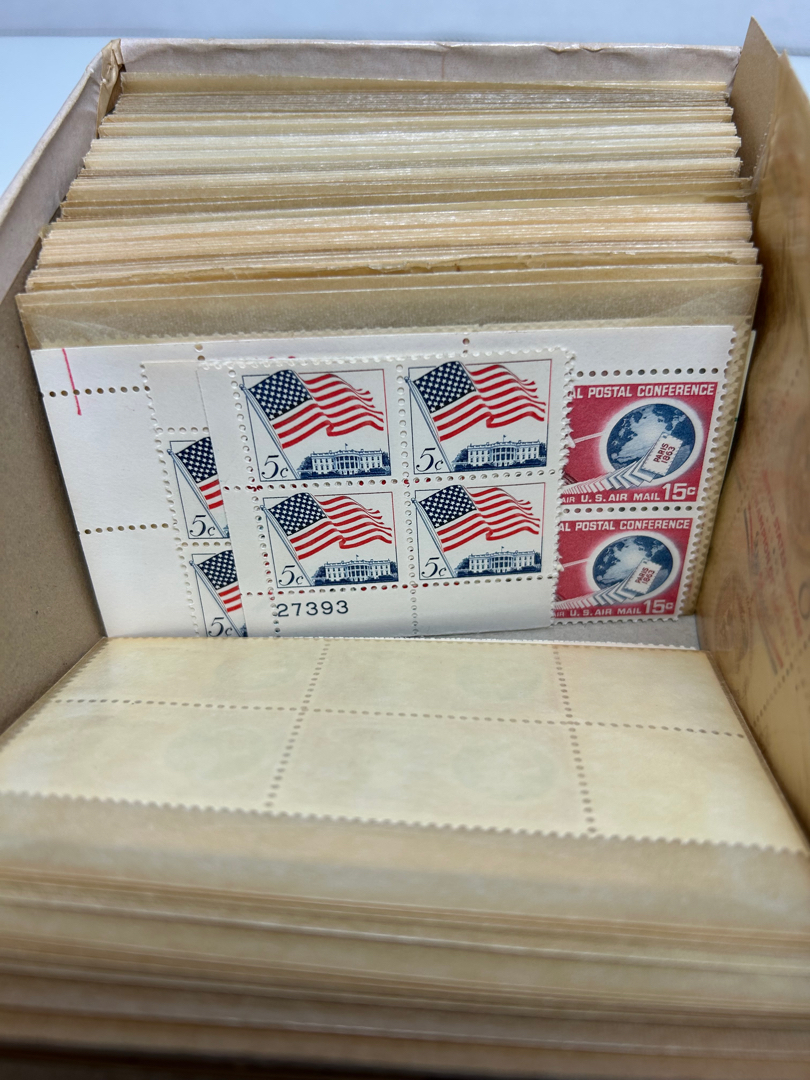 5c
5c
5c
5c
27393
5c
5c
AL POSTAL CONFERENCE
PARIS
1863
AIR U.S. AIR MAIL 15c
AL POSTAL CONFERENCE
PARIS
1863
AIR U.S. AIR MAIL 15c